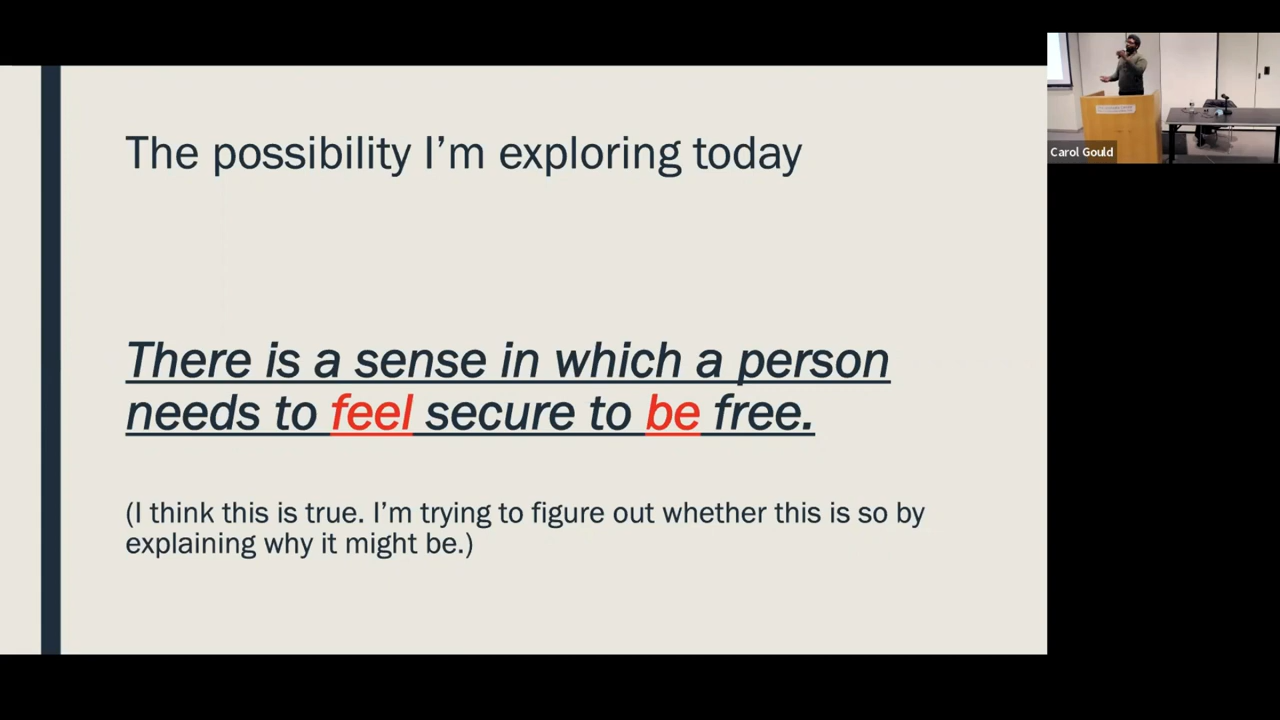 The possibility I'm exploring today
There is a sense in which a person
needs to feel secure to be free.
(I think this is true. I'm trying to figure out whether this is so by
explaining why it might be.)
Carol Gould